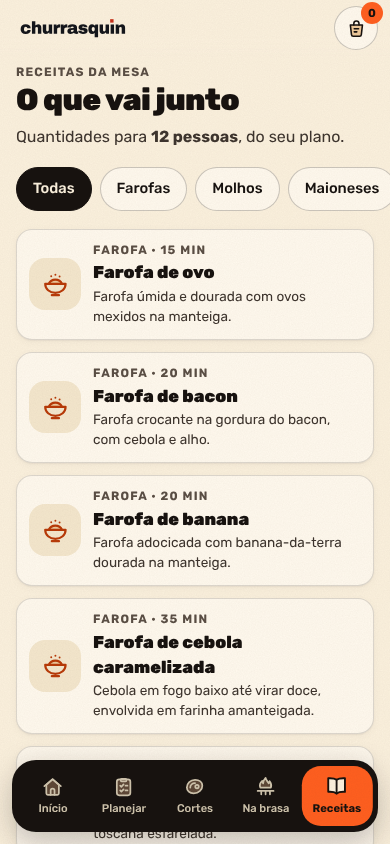 churrasquin
0
RECEITAS DA MESA
O que vai junto
Quantidades para 12 pessoas, do seu plano.
Todas
Farofas
Molhos
Maioneses
FAROFA • 15 MIN
Farofa de ovo
Farofa úmida e dourada com ovos
mexidos na manteiga.
FAROFA • 20 MIN
Farofa de bacon
Farofa crocante na gordura do bacon,
com cebola e alho.
FAROFA • 20 MIN
Farofa de banana
Farofa adocicada com banana-da-terra
dourada na manteiga.
FAROFA • 35 MIN
Farofa de cebola
caramelizada
Cebola em fogo baixo até virar doce,
envolvida em farinha amanteigada.
Início
Planejar
Cortes
Na brasa
Receitas
toscana esfarelada.